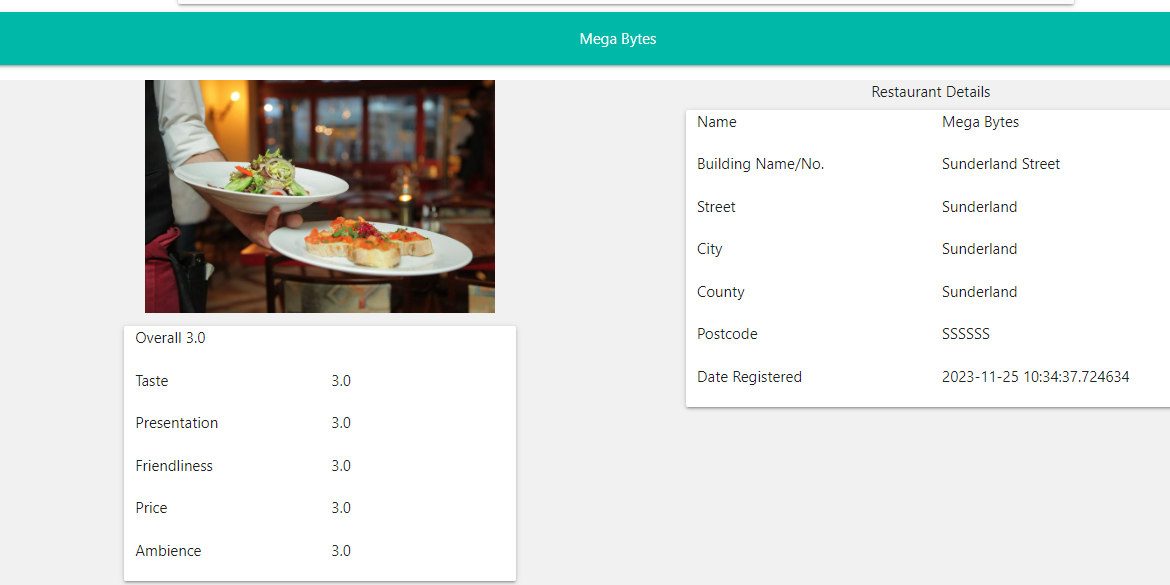 Mega Bytes
Overall 3.0
Taste 3.0
Presentation 3.0
Friendliness 3.0
Price 3.0
Ambience 3.0
Restaurant Details
Name Mega Bytes
Building Name/No. Sunderland Street
Street Sunderland
City Sunderland
County Sunderland
Postcode SSSSSS
Date Registered 2023-11-25 10:34:37.724634